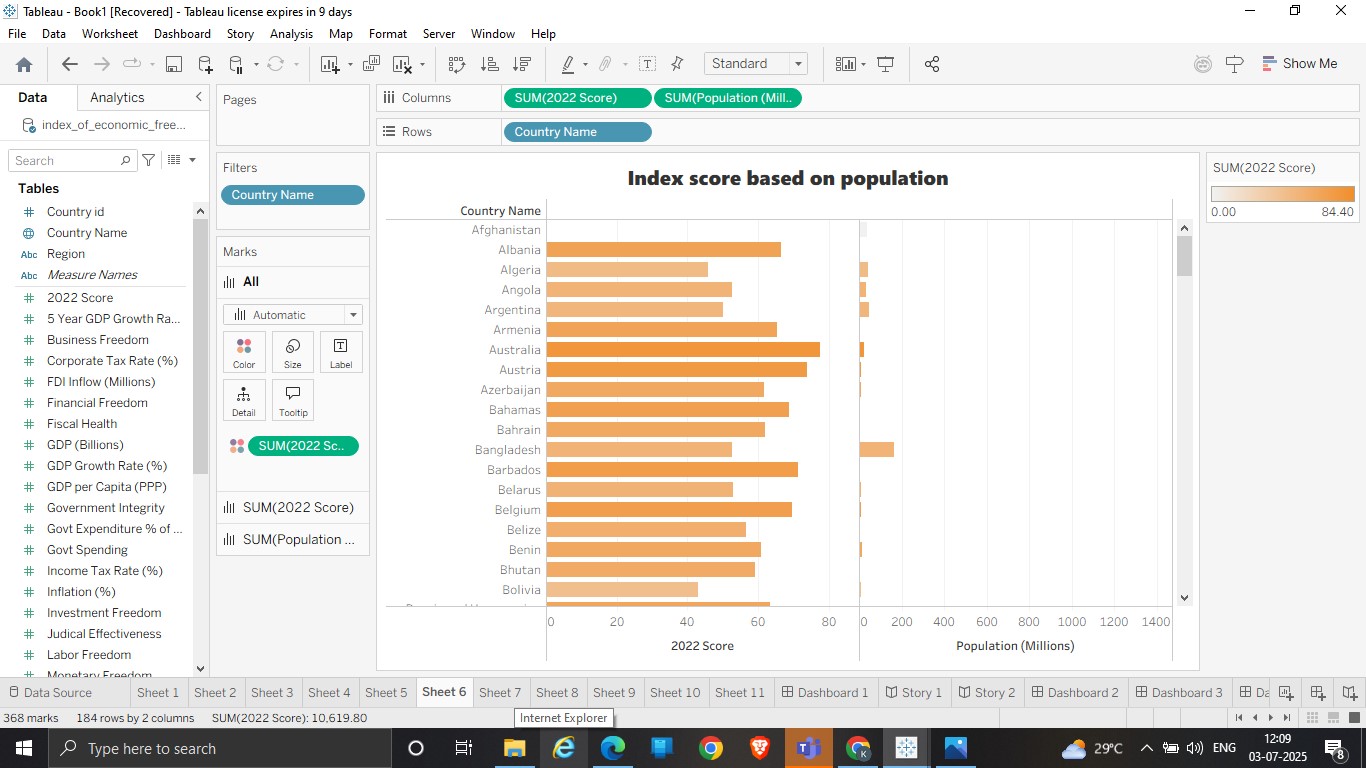 Tableau - Book1 [Recovered] - Tableau license expires in 9 days
File Data Worksheet Dashboard Story Analysis Map Format Server Window Help
Standard
Show Me
Data Analytics
index_of_economic_free...
Search
Tables
Country id
Country Name
Abc Region
Abc Measure Names
2022 Score
5 Year GDP Growth Ra...
Business Freedom
Corporate Tax Rate (%)
FDI Inflow (Millions)
Financial Freedom
Fiscal Health
GDP (Billions)
GDP Growth Rate (%)
GDP per Capita (PPP)
Government Integrity
Govt Expenditure % of ...
Govt Spending
Income Tax Rate (%)
Inflation (%)
Investment Freedom
Judical Effectiveness
Labor Freedom
Monetary Freedom
Pages
Filters
Country Name
Marks
All
Automatic
Color Size Label
Detail Tooltip
SUM(2022 Sc..
SUM(2022 Score)
SUM(Population ...
Columns SUM(2022 Score) SUM(Population (Mill..
Rows Country Name
Index score based on population
Country Name
Afghanistan
Albania
Algeria
Angola
Argentina
Armenia
Australia
Austria
Azerbaijan
Bahamas
Bahrain
Bangladesh
Barbados
Belarus
Belgium
Belize
Benin
Bhutan
Bolivia
0 20 40 60 80 0 200 400 600 800 1000 1200 1400
2022 Score Population (Millions)
SUM(2022 Score)
0.00 84.40
Data Source Sheet 1 Sheet 2 Sheet 3 Sheet 4 Sheet 5 Sheet 6 Sheet 7 Sheet 8 Sheet 9 Sheet 10 Sheet 11 Dashboard 1 Story 1 Story 2 Dashboard 2 Dashboard 3 Da
368 marks 184 rows by 2 columns SUM(2022 Score): 10,619.80
Internet Explorer
Type here to search
29°C ENG
12:09
03-07-2025
8